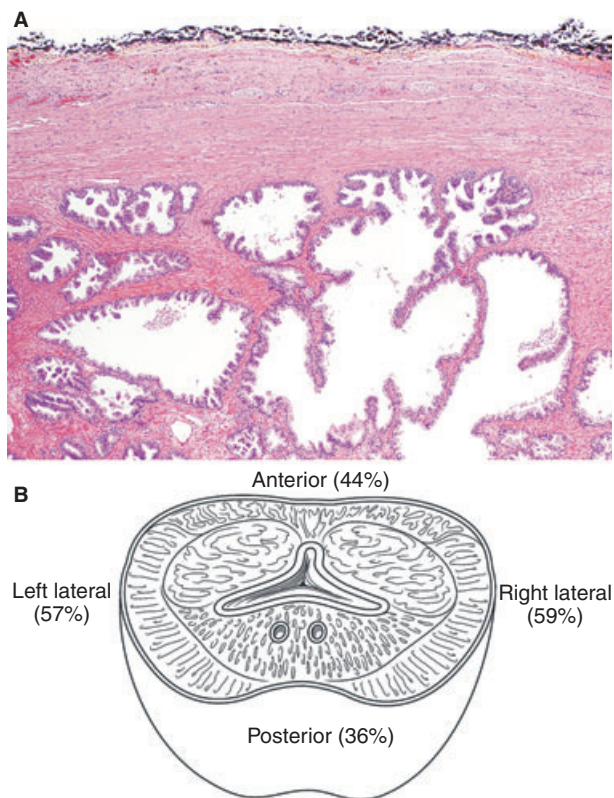 A
B
Anterior (44%)
Left lateral
(57%)
Right lateral
(59%)
Posterior (36%)